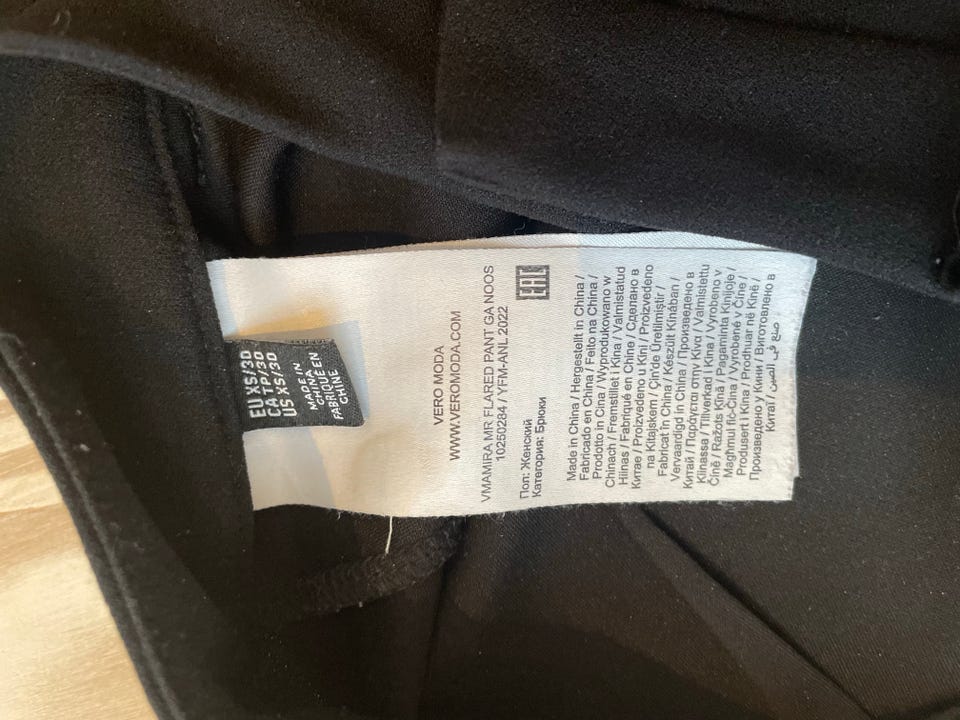 EU XS/30
CA TP/30
US XS/30
MADE IN
CHINA EN
FABRIQUÉ EN
CHINE
VERO MODA
WWW.VEROMODA.COM
VMAMIRA MR FLARED PANT GA NOOS
10250284 / YFM-ANL 2022
EAC
Пол: Женский
Категория: Брюки
Made in China / Hergestellt in China /
Fabricado en China / Feito na China /
Prodotto in Cina / Wyprodukowano w
Chinach / Fremstillet i Kina / Valmistatud
Hiinas / Fabriqué en Chine / Сделано в
Китае / Proizvedeno u Kini / Proizvedeno
na Kitajskem / Çin'de Üretilmiştir /
Fabricat în China / Készült Kínában /
Vervaardigd in China / Произведено в
Китай / Παράγεται στην Κίνα / Valmistettu
Kiinassa / Tillverkad i Kina / Vyrobeno v
Číně / Ražots Ķīnā / Pagaminta Kinijoje /
Maghmul fiċ-Ċina / Vyrobené v Číne /
Produsert i Kina / Prodhuar në Kinë /
Произведено у Кини / Виготовлено в
Китаї / صنع في الصين